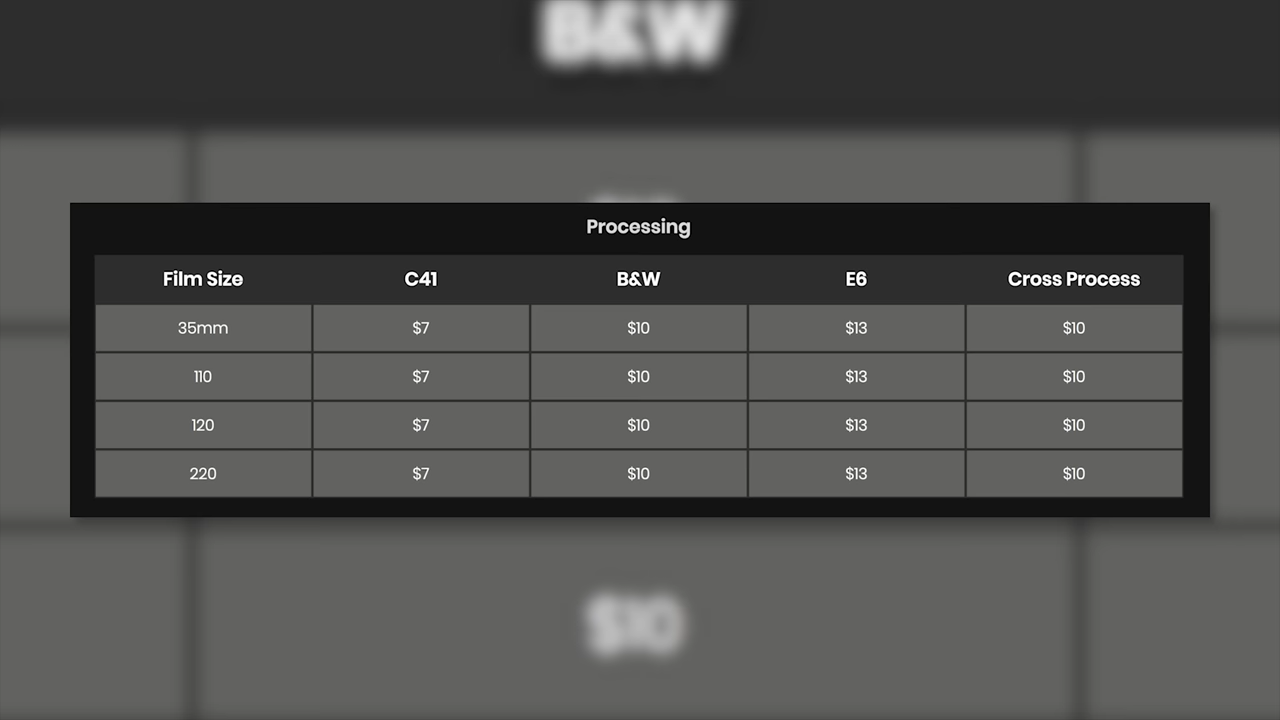 B&W
Processing
Film Size C41 B&W E6 Cross Process
35mm $7 $10 $13 $10
110 $7 $10 $13 $10
120 $7 $10 $13 $10
220 $7 $10 $13 $10
$10